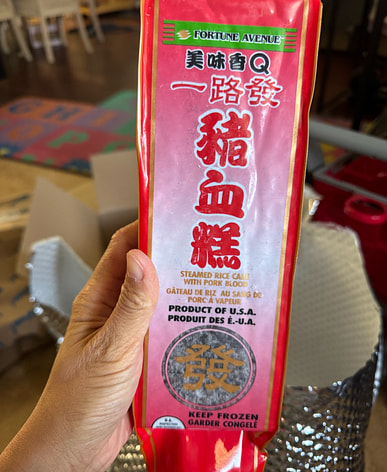 FORTUNE AVENUE
美味香Q
一路發
豬血糕
STEAMED RICE CAKE
WITH PORK BLOOD
GÂTEAU DE RIZ AU SANG DE
PORC À VAPEUR
PRODUCT OF U.S.A.
PRODUIT DES É.-U.A.
發
KEEP FROZEN
GARDER CONGELÉ